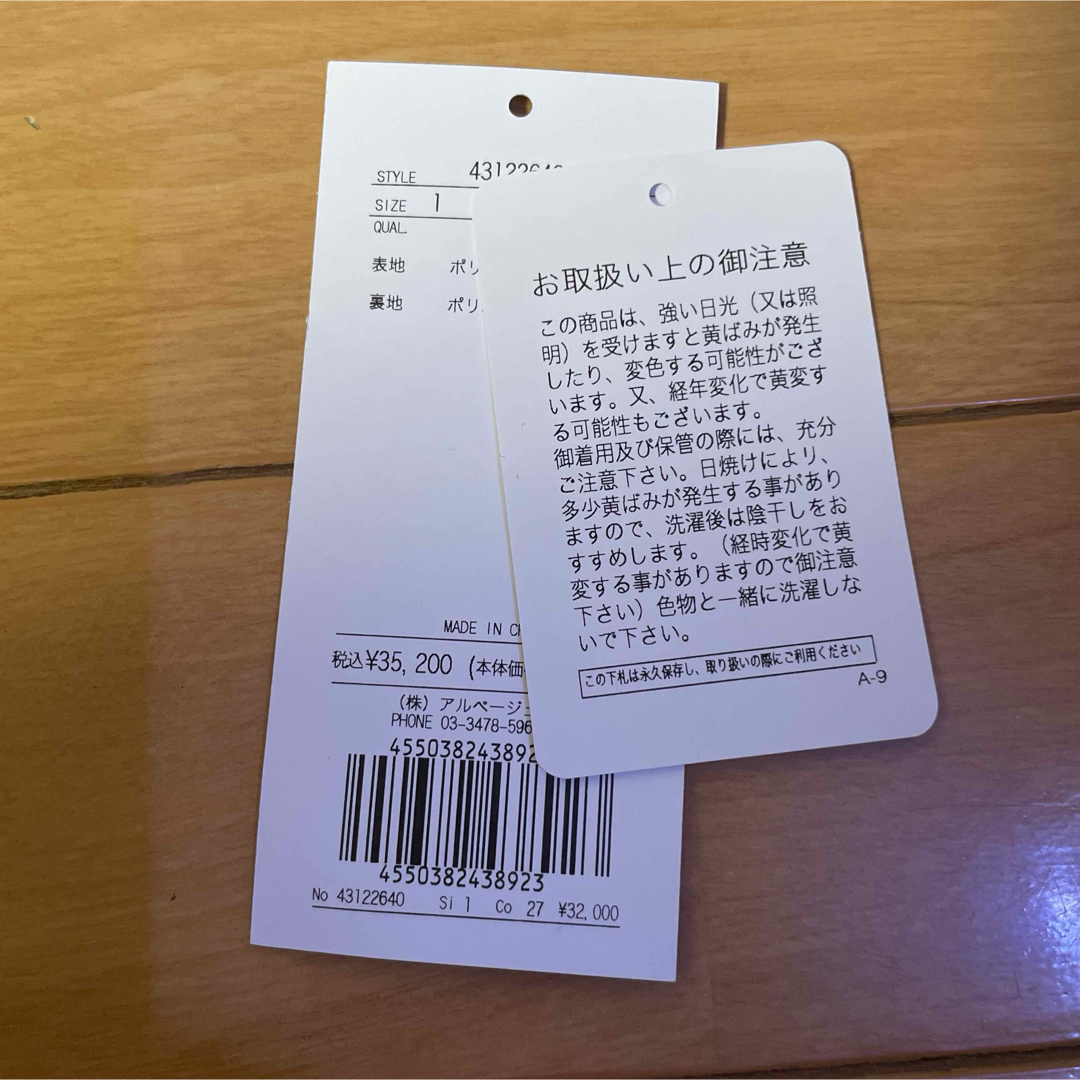 STYLE 43122640
SIZE 1
QUAL.
表地 ポリ
裏地 ポリ
MADE IN
税込¥35,200 (本体価
(株) アルページュ
PHONE 03-3478-596
455038243892
4550382438923
No 43122640 Si 1 Co 27 ¥32,000
お取扱い上の御注意
この商品は、強い日光（又は照
明）を受けますと黄ばみが発生
したり、変色する可能性がござ
います。又、経年変化で黄変す
る可能性もございます。
御着用及び保管の際には、充分
ご注意下さい。日焼けにより、
多少黄ばみが発生する事があり
ますので、洗濯後は陰干しをお
すすめします。（経時変化で黄
変する事がありますので御注意
下さい）色物と一緒に洗濯しな
いで下さい。
この下札は永久保存し、取り扱いの際にご利用ください
A-9